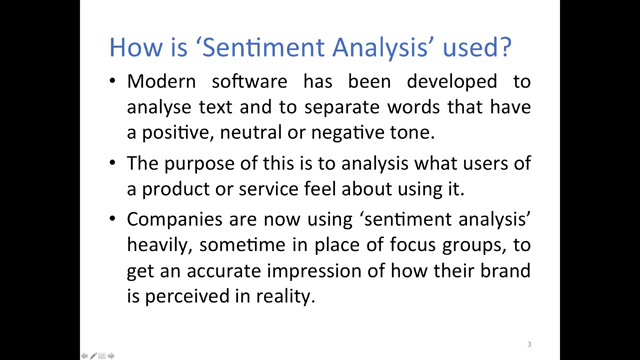 How is ‘Sentiment Analysis’ used?
• Modern software has been developed to
analyse text and to separate words that have
a positive, neutral or negative tone.
• The purpose of this is to analysis what users of
a product or service feel about using it.
• Companies are now using ‘sentiment analysis’
heavily, sometime in place of focus groups, to
get an accurate impression of how their brand
is perceived in reality.
3